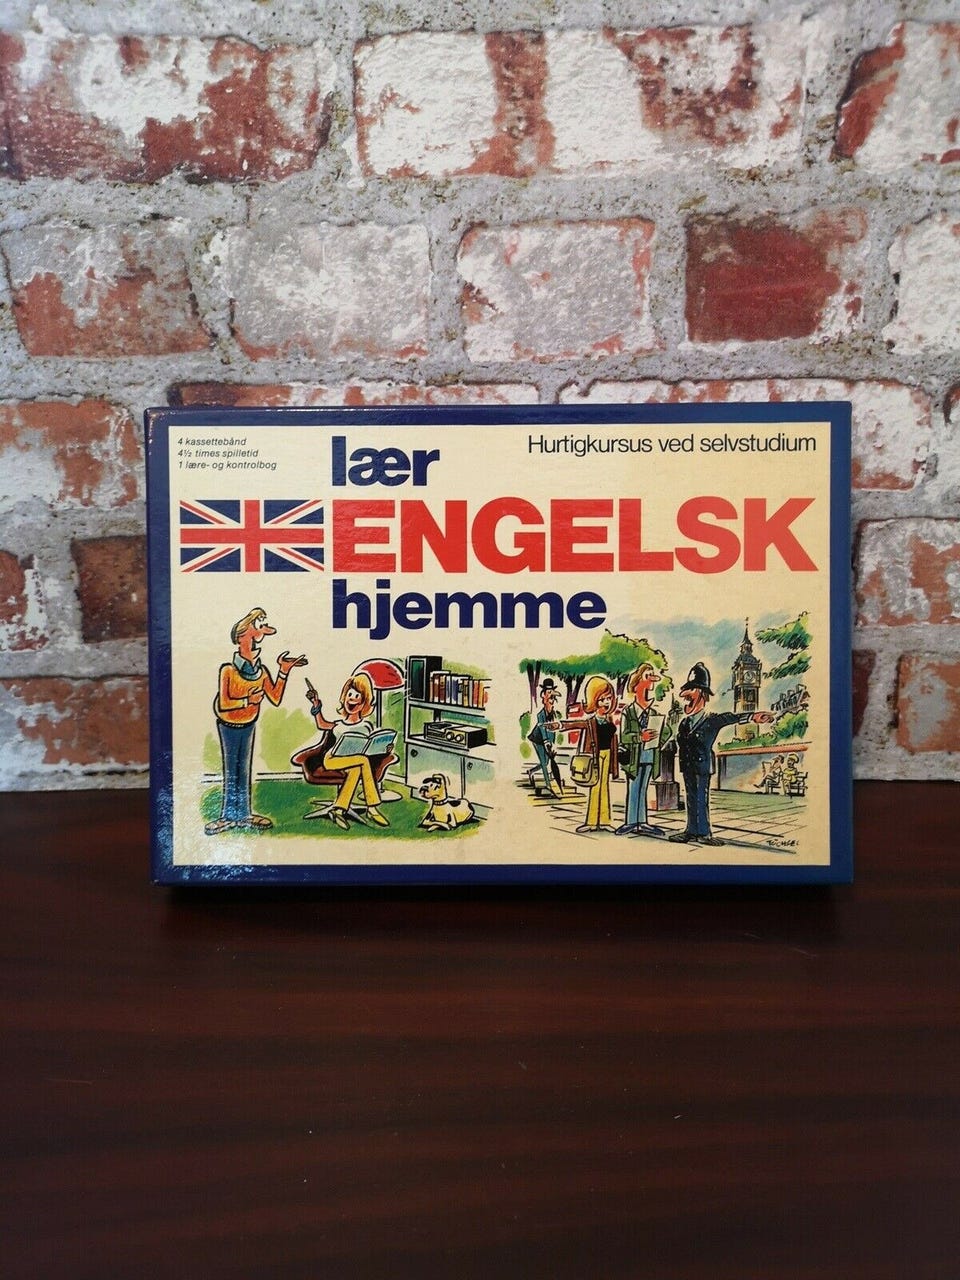 4 kassettebånd
4½ times spilletid
1 lære- og kontrolbog
lær
Hurtigkursus ved selvstudium
ENGELSK
hjemme